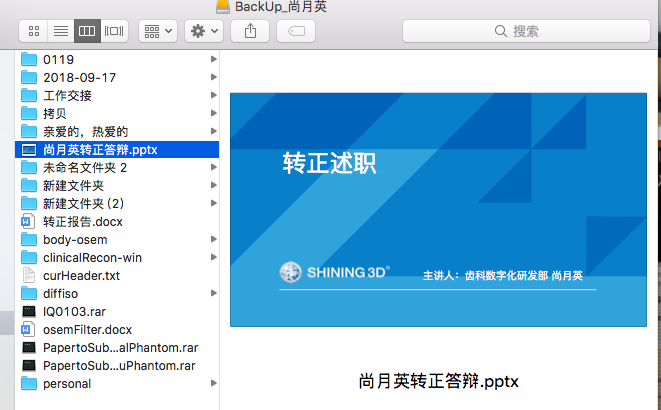 BackUp_尚月英
搜索
0119
2018-09-17
工作交接
拷贝
亲爱的，热爱的
尚月英转正答辩.pptx
未命名文件夹 2
新建文件夹
新建文件夹(2)
转正报告.docx
body-osem
clinicalRecon-win
curHeader.txt
diffiso
IQ0103.rar
osemFilter.docx
PapertoSub...alPhantom.rar
PapertoSub...uPhantom.rar
personal
转正述职
SHINING 3D®
主讲人：齿科数字化研发部 尚月英
尚月英转正答辩.pptx